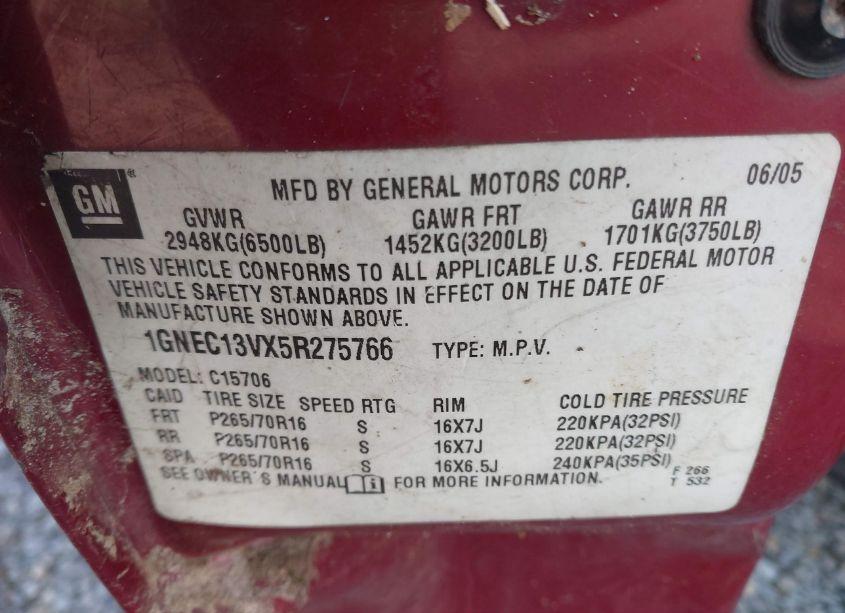 GM ®
MFD BY GENERAL MOTORS CORP. 06/05
GVWR GAWR FRT GAWR RR
2948KG(6500LB) 1452KG(3200LB) 1701KG(3750LB)
THIS VEHICLE CONFORMS TO ALL APPLICABLE U.S. FEDERAL MOTOR
VEHICLE SAFETY STANDARDS IN EFFECT ON THE DATE OF
MANUFACTURE SHOWN ABOVE.
1GNEC13VX5R275766 TYPE: M.P.V.
MODEL: C15706
CAID TIRE SIZE SPEED RTG RIM COLD TIRE PRESSURE
FRT P265/70R16 S 16X7J 220KPA(32PSI)
RR P265/70R16 S 16X7J 220KPA(32PSI)
SPA P265/70R16 S 16X6.5J 240KPA(35PSI)
SEE OWNER'S MANUAL i FOR MORE INFORMATION. F 266
T 532